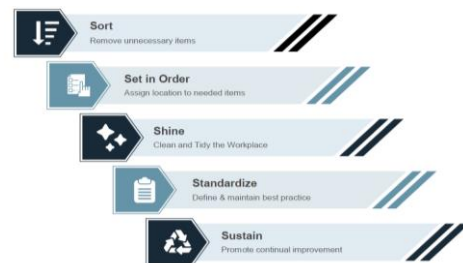 Sort
Remove unnecessary items
Set in Order
Assign location to needed items
Shine
Clean and Tidy the Workplace
Standardize
Define & maintain best practice
Sustain
Promote continual improvement